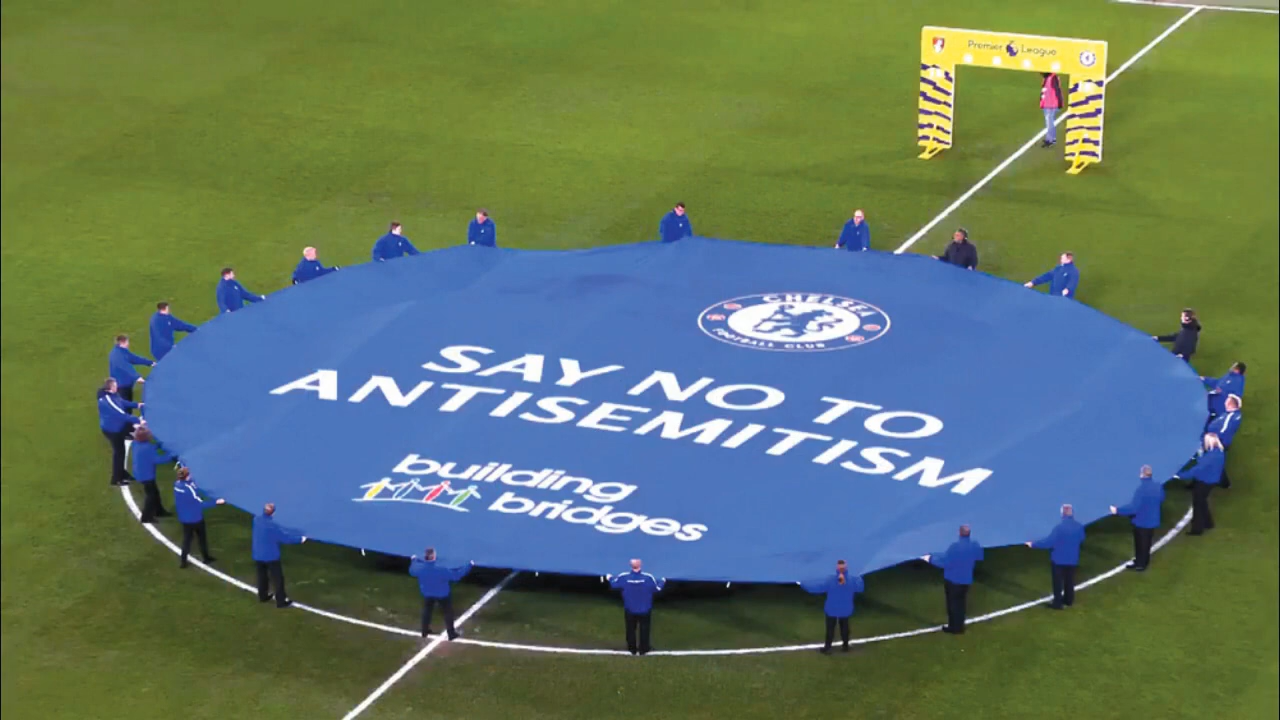 Premier League
CHELSEA
FOOTBALL CLUB
SAY NO TO
ANTISEMITISM
building
bridges